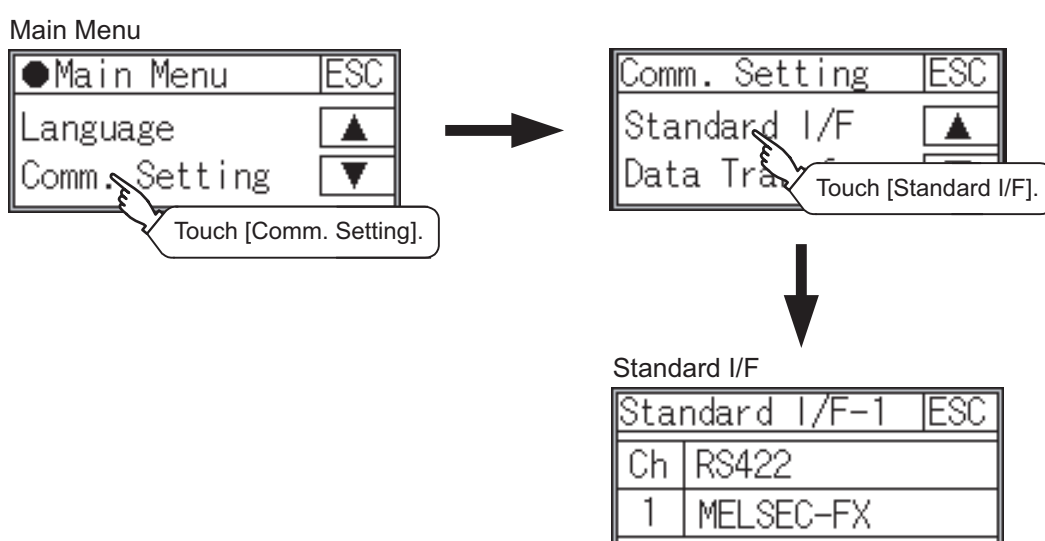 Main Menu
●Main Menu ESC
Language ▲
Comm. Setting ▼
Touch [Comm. Setting].
Comm. Setting ESC
Standard I/F ▲
Data
Touch [Standard I/F].
Standard I/F
Standard I/F-1 ESC
Ch RS422
1 MELSEC-FX